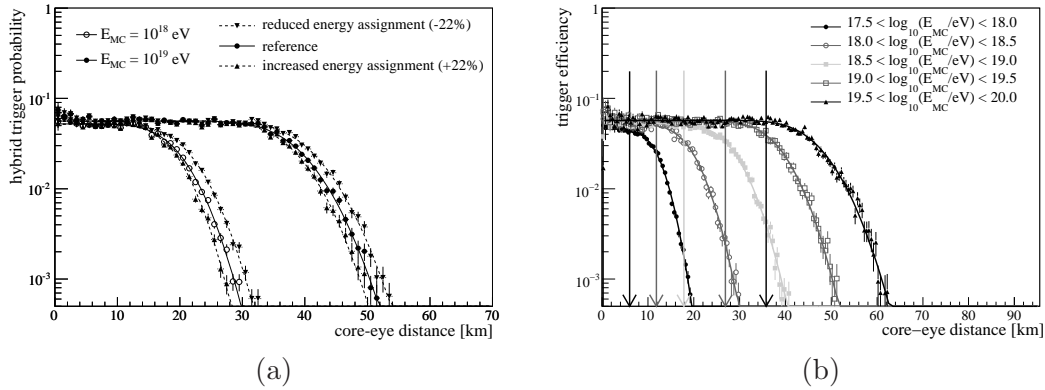 hybrid trigger probability
1
10⁻¹
10⁻²
10⁻³
E_MC = 10¹⁸ eV
E_MC = 10¹⁹ eV
reduced energy assignment (-22%)
reference
increased energy assignment (+22%)
0 10 20 30 40 50 60 70
core-eye distance [km]
(a)
trigger efficiency
1
10⁻¹
10⁻²
10⁻³
17.5 < log₁₀(E_MC/eV) < 18.0
18.0 < log₁₀(E_MC/eV) < 18.5
18.5 < log₁₀(E_MC/eV) < 19.0
19.0 < log₁₀(E_MC/eV) < 19.5
19.5 < log₁₀(E_MC/eV) < 20.0
0 10 20 30 40 50 60 70 80 90
core−eye distance [km]
(b)